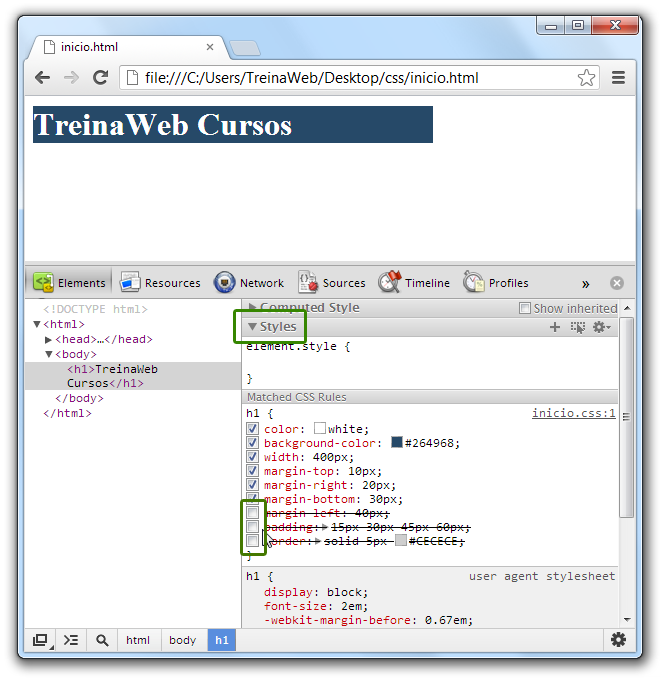 inicio.html
file:///C:/Users/TreinaWeb/Desktop/css/inicio.html
TreinaWeb Cursos
Elements Resources Network Sources Timeline Profiles »
<!DOCTYPE html>
▼<html>
▶<head>…</head>
▼<body>
<h1>TreinaWeb
Cursos</h1>
</body>
</html>
▶ Computed Style Show inherited
▼ Styles
element.style {
}
Matched CSS Rules
h1 { inicio.css:1
color: white;
background-color: #264968;
width: 400px;
margin-top: 10px;
margin-right: 20px;
margin-bottom: 30px;
margin-left: 40px;
padding:▶15px 30px 45px 60px;
order:▶solid 5px #CECECE;
}
h1 { user agent stylesheet
display: block;
font-size: 2em;
-webkit-margin-before: 0.67em;
html body h1